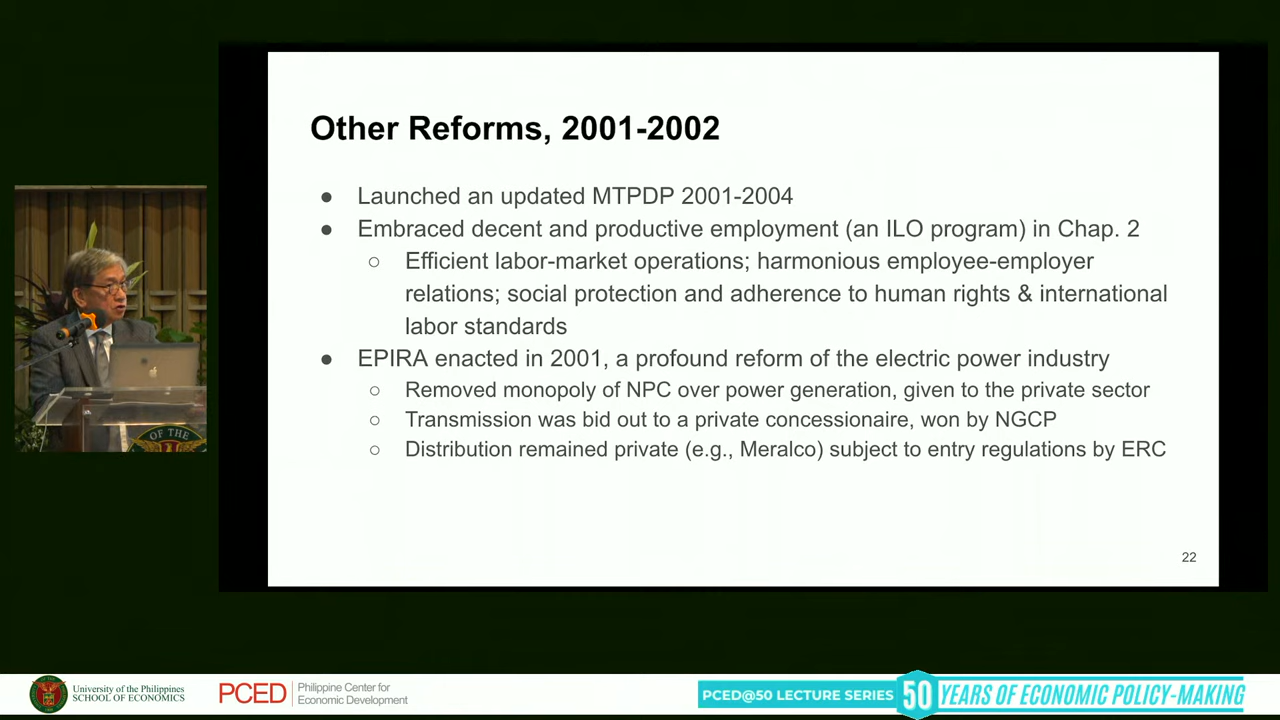 Other Reforms, 2001-2002
● Launched an updated MTPDP 2001-2004
● Embraced decent and productive employment (an ILO program) in Chap. 2
○ Efficient labor-market operations; harmonious employee-employer
relations; social protection and adherence to human rights & international
labor standards
● EPIRA enacted in 2001, a profound reform of the electric power industry
○ Removed monopoly of NPC over power generation, given to the private sector
○ Transmission was bid out to a private concessionaire, won by NGCP
○ Distribution remained private (e.g., Meralco) subject to entry regulations by ERC
22
OF THE
University of the Philippines
SCHOOL OF ECONOMICS
PCED
Philippine Center for
Economic Development
PCED@50 LECTURE SERIES
50 YEARS OF ECONOMIC POLICY-MAKING